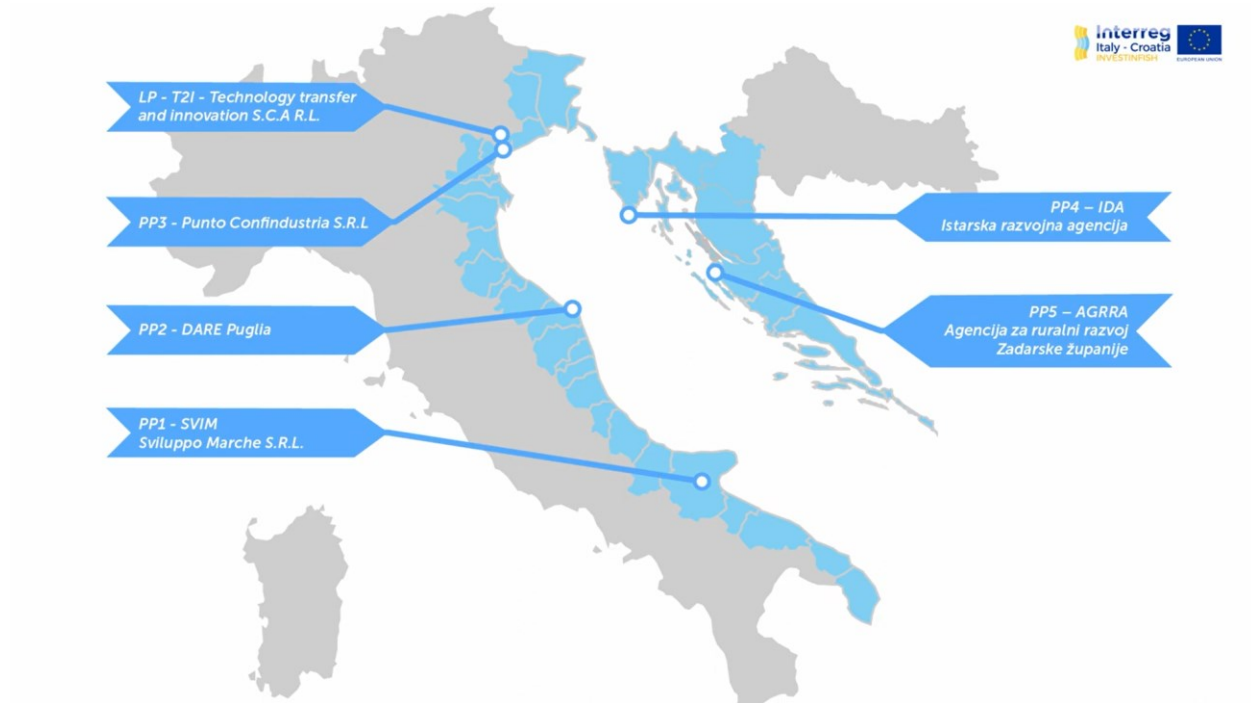 Interreg
Italy - Croatia
INVESTINFISH
EUROPEAN UNION
LP - T2I - Technology transfer
and innovation S.C.A R.L.
PP3 - Punto Confindustria S.R.L
PP2 - DARE Puglia
PP1 - SVIM
Sviluppo Marche S.R.L.
PP4 – IDA
Istarska razvojna agencija
PP5 – AGRRA
Agencija za ruralni razvoj
Zadarske županije